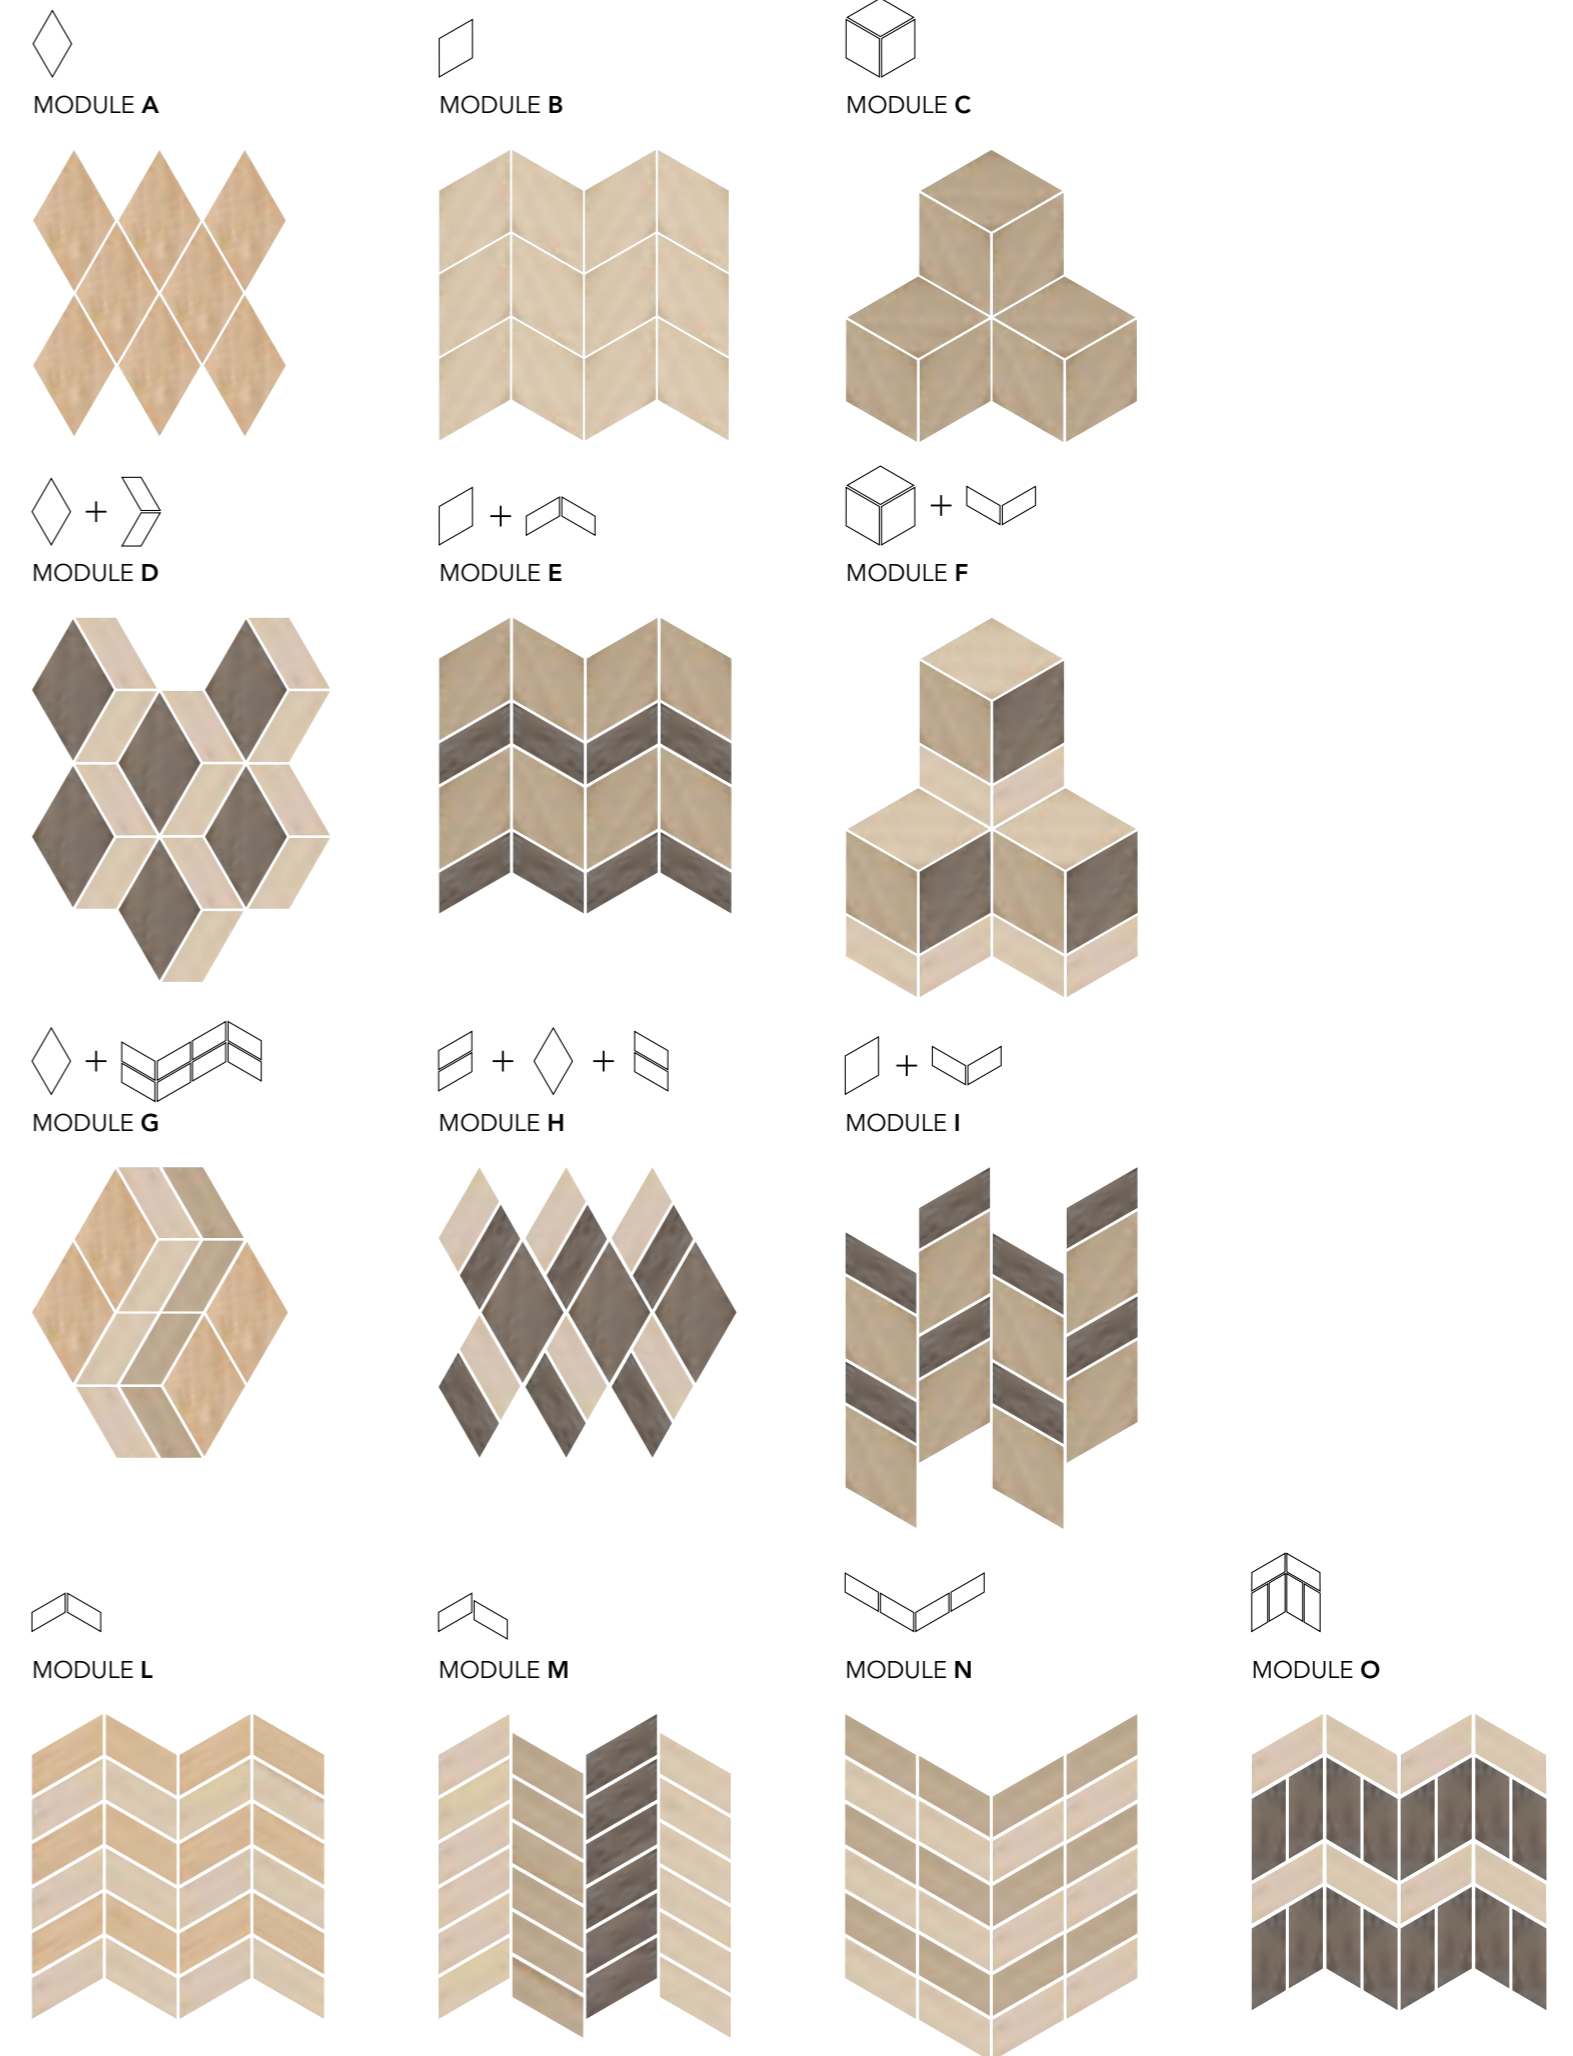 MODULE A
MODULE B
MODULE C
+
MODULE D
+
MODULE E
+
MODULE F
+
MODULE G
+ +
MODULE H
+
MODULE I
MODULE L
MODULE M
MODULE N
MODULE O